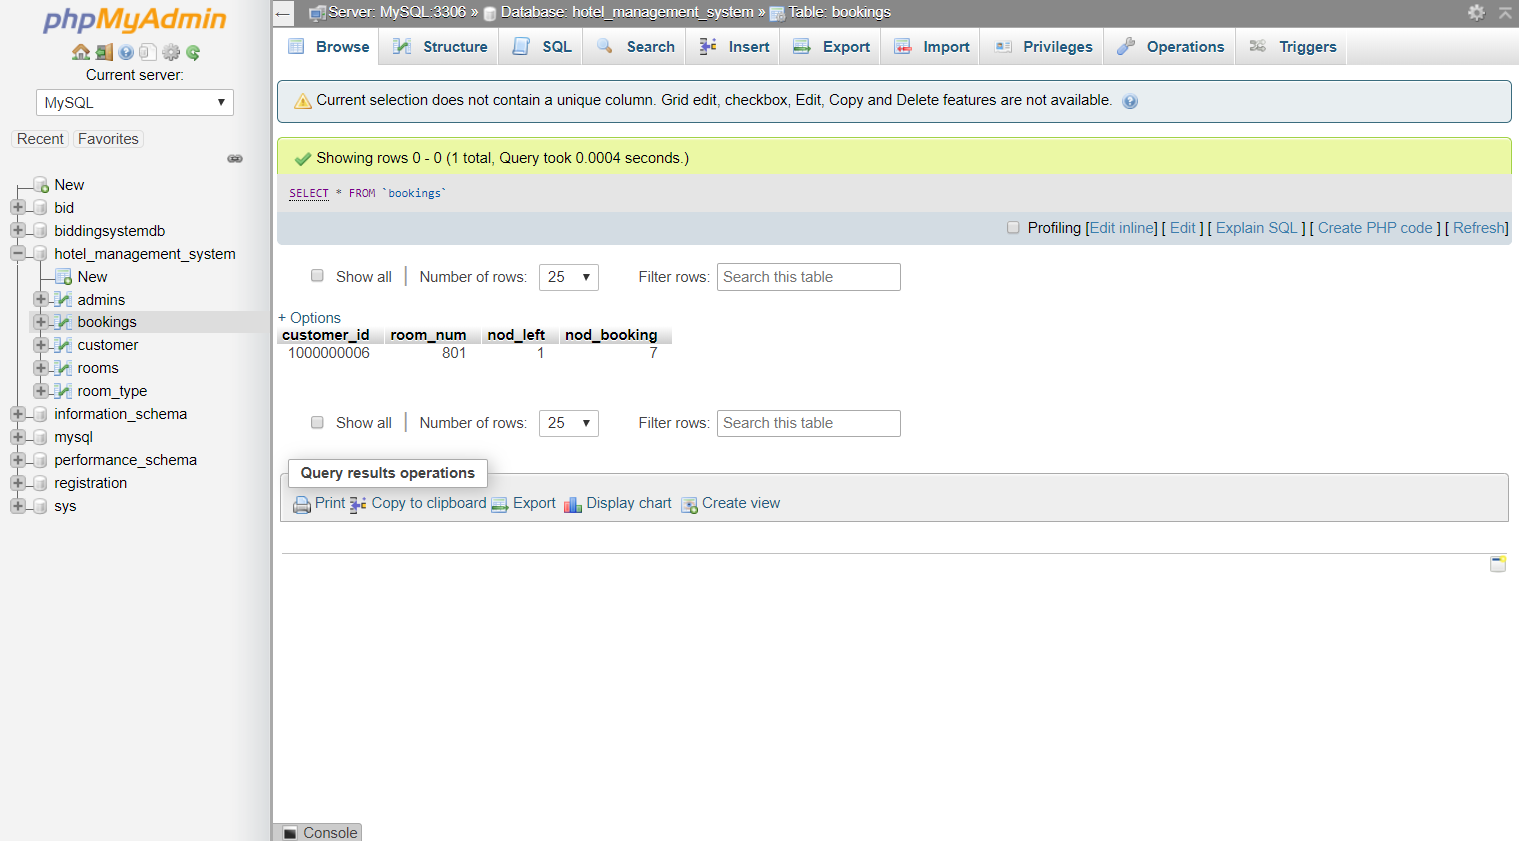 phpMyAdmin
Current server:
MySQL
Recent Favorites
New
bid
biddingsystemdb
hotel_management_system
New
admins
bookings
customer
rooms
room_type
information_schema
mysql
performance_schema
registration
sys
Server: MySQL:3306 » Database: hotel_management_system » Table: bookings
Browse Structure SQL Search Insert Export Import Privileges Operations Triggers
Current selection does not contain a unique column. Grid edit, checkbox, Edit, Copy and Delete features are not available.
Showing rows 0 - 0 (1 total, Query took 0.0004 seconds.)
SELECT * FROM `bookings`
Profiling [Edit inline] [ Edit ] [ Explain SQL ] [ Create PHP code ] [ Refresh]
Show all | Number of rows: 25 Filter rows: Search this table
+ Options
customer_id room_num nod_left nod_booking
1000000006 801 1 7
Show all | Number of rows: 25 Filter rows: Search this table
Query results operations
Print Copy to clipboard Export Display chart Create view
Console